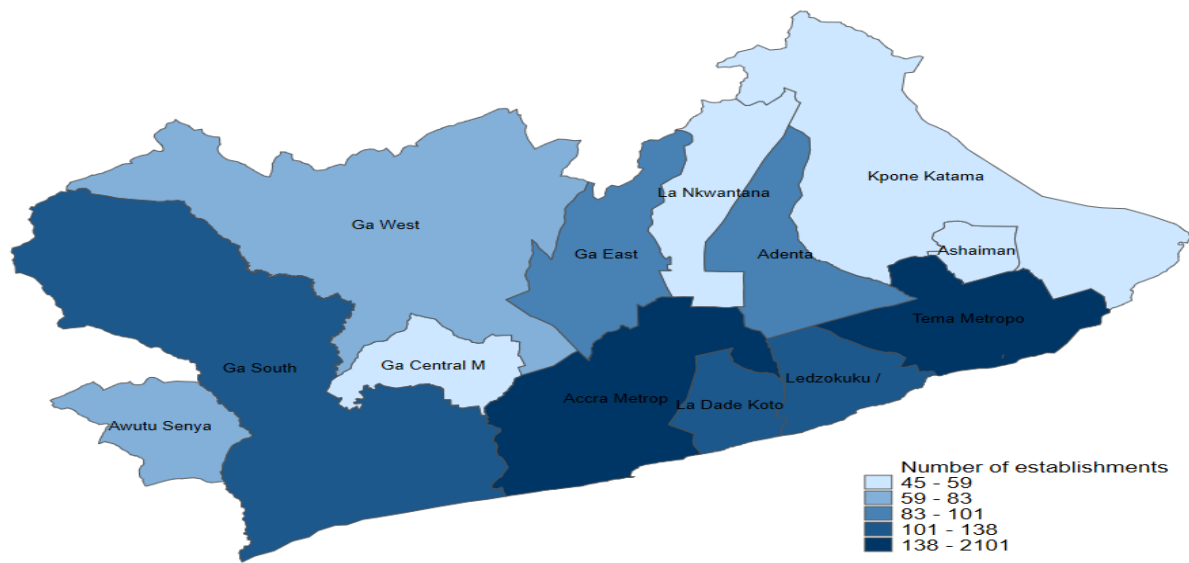 La Nkwantana
Kpone Katama
Ga West
Ga East
Adenta
Ashaiman
Tema Metropo
Ga South
Ga Central M
Ledzokuku /
Accra Metrop
La Dade Koto
Awutu Senya
Number of establishments
45 - 59
59 - 83
83 - 101
101 - 138
138 - 2101